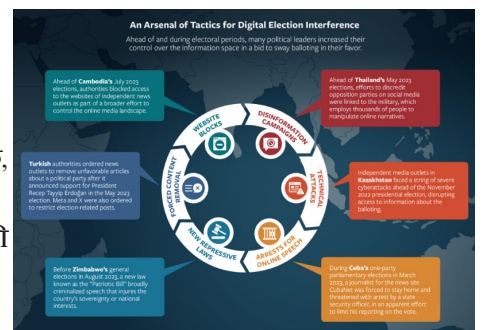 An Arsenal of Tactics for Digital Election Interference
Ahead of and during electoral periods, many political leaders increased their
control over the information space in a bid to sway balloting in their favor.
Ahead of Cambodia's July 2023
elections, authorities blocked access
to the websites of independent news
outlets as part of a broader effort to
control the online media landscape.
Ahead of Thailand's May 2023
elections, efforts to discredit
opposition parties on social media
were linked to the military, which
employ thousands of people to
manipulate online narratives.
WEBSITE BLOCKS
DISINFORMATION CAMPAIGNS
Turkish authorities ordered news
outlets to remove unfavorable articles
about a political party after it
announced support for President
Recep Tayyip Erdoğan in the May 2023
election. Meta and X were also ordered
to restrict election-related posts.
FORCED CONTENT REMOVAL
TECHNICAL ATTACKS
Independent media outlets in
Kazakhstan faced a string of severe
cyberattacks ahead of the November
2022 presidential election, disrupting
access to information about the
balloting.
NEW REPRESSIVE LAWS
ARRESTS FOR ONLINE SPEECH
Before Zimbabwe's general
elections in August 2023, a new law
known as the "Patriotic Bill" broadly
criminalized speech that injures the
country's sovereignty or national
interests.
During Cuba's one-party
parliamentary elections in March
2023, a journalist for the news site
CubaNet was forced to stay home and
threatened with arrest by a state
security officer, in an apparent effort to
limit his reporting on the vote.